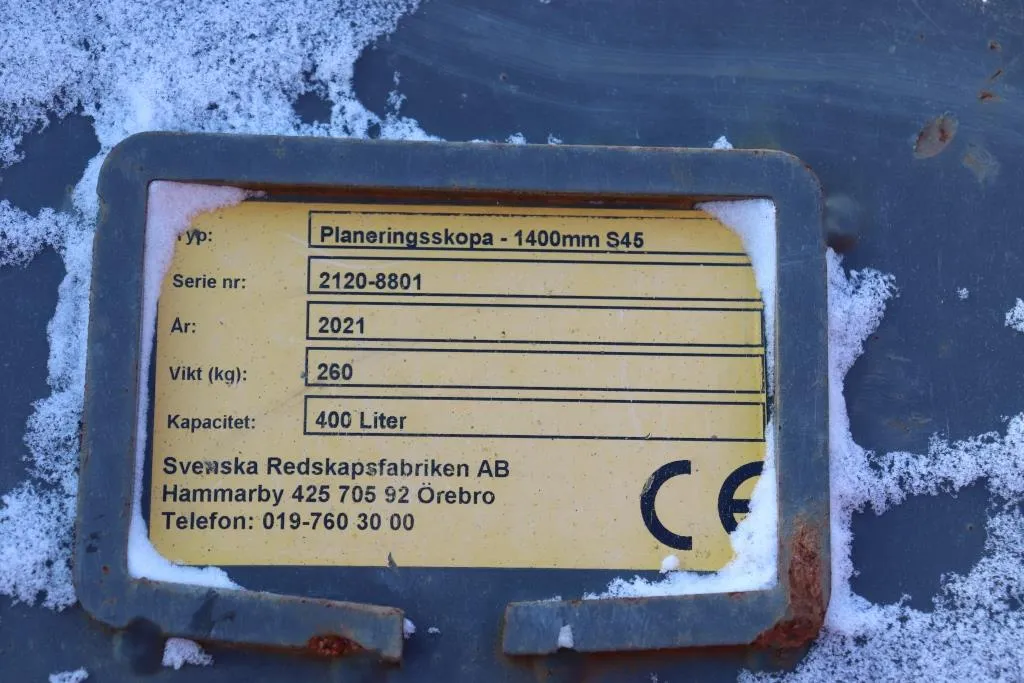 Typ: Planeringsskopa - 1400mm S45
Serie nr: 2120-8801
År: 2021
Vikt (kg): 260
Kapacitet: 400 Liter
Svenska Redskapsfabriken AB
Hammarby 425 705 92 Örebro
Telefon: 019-760 30 00
CE